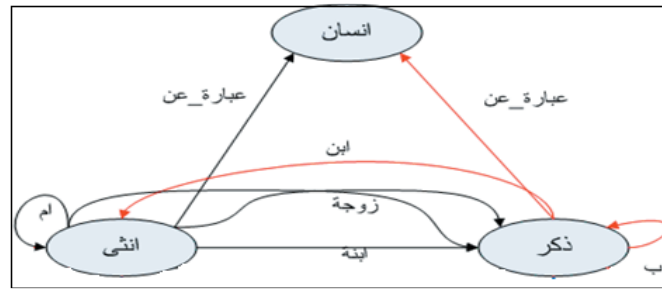 انسان
عبارة_عن
عبارة_عن
ابن
ام
زوجة
انثى
ذكر
ابنة
ب